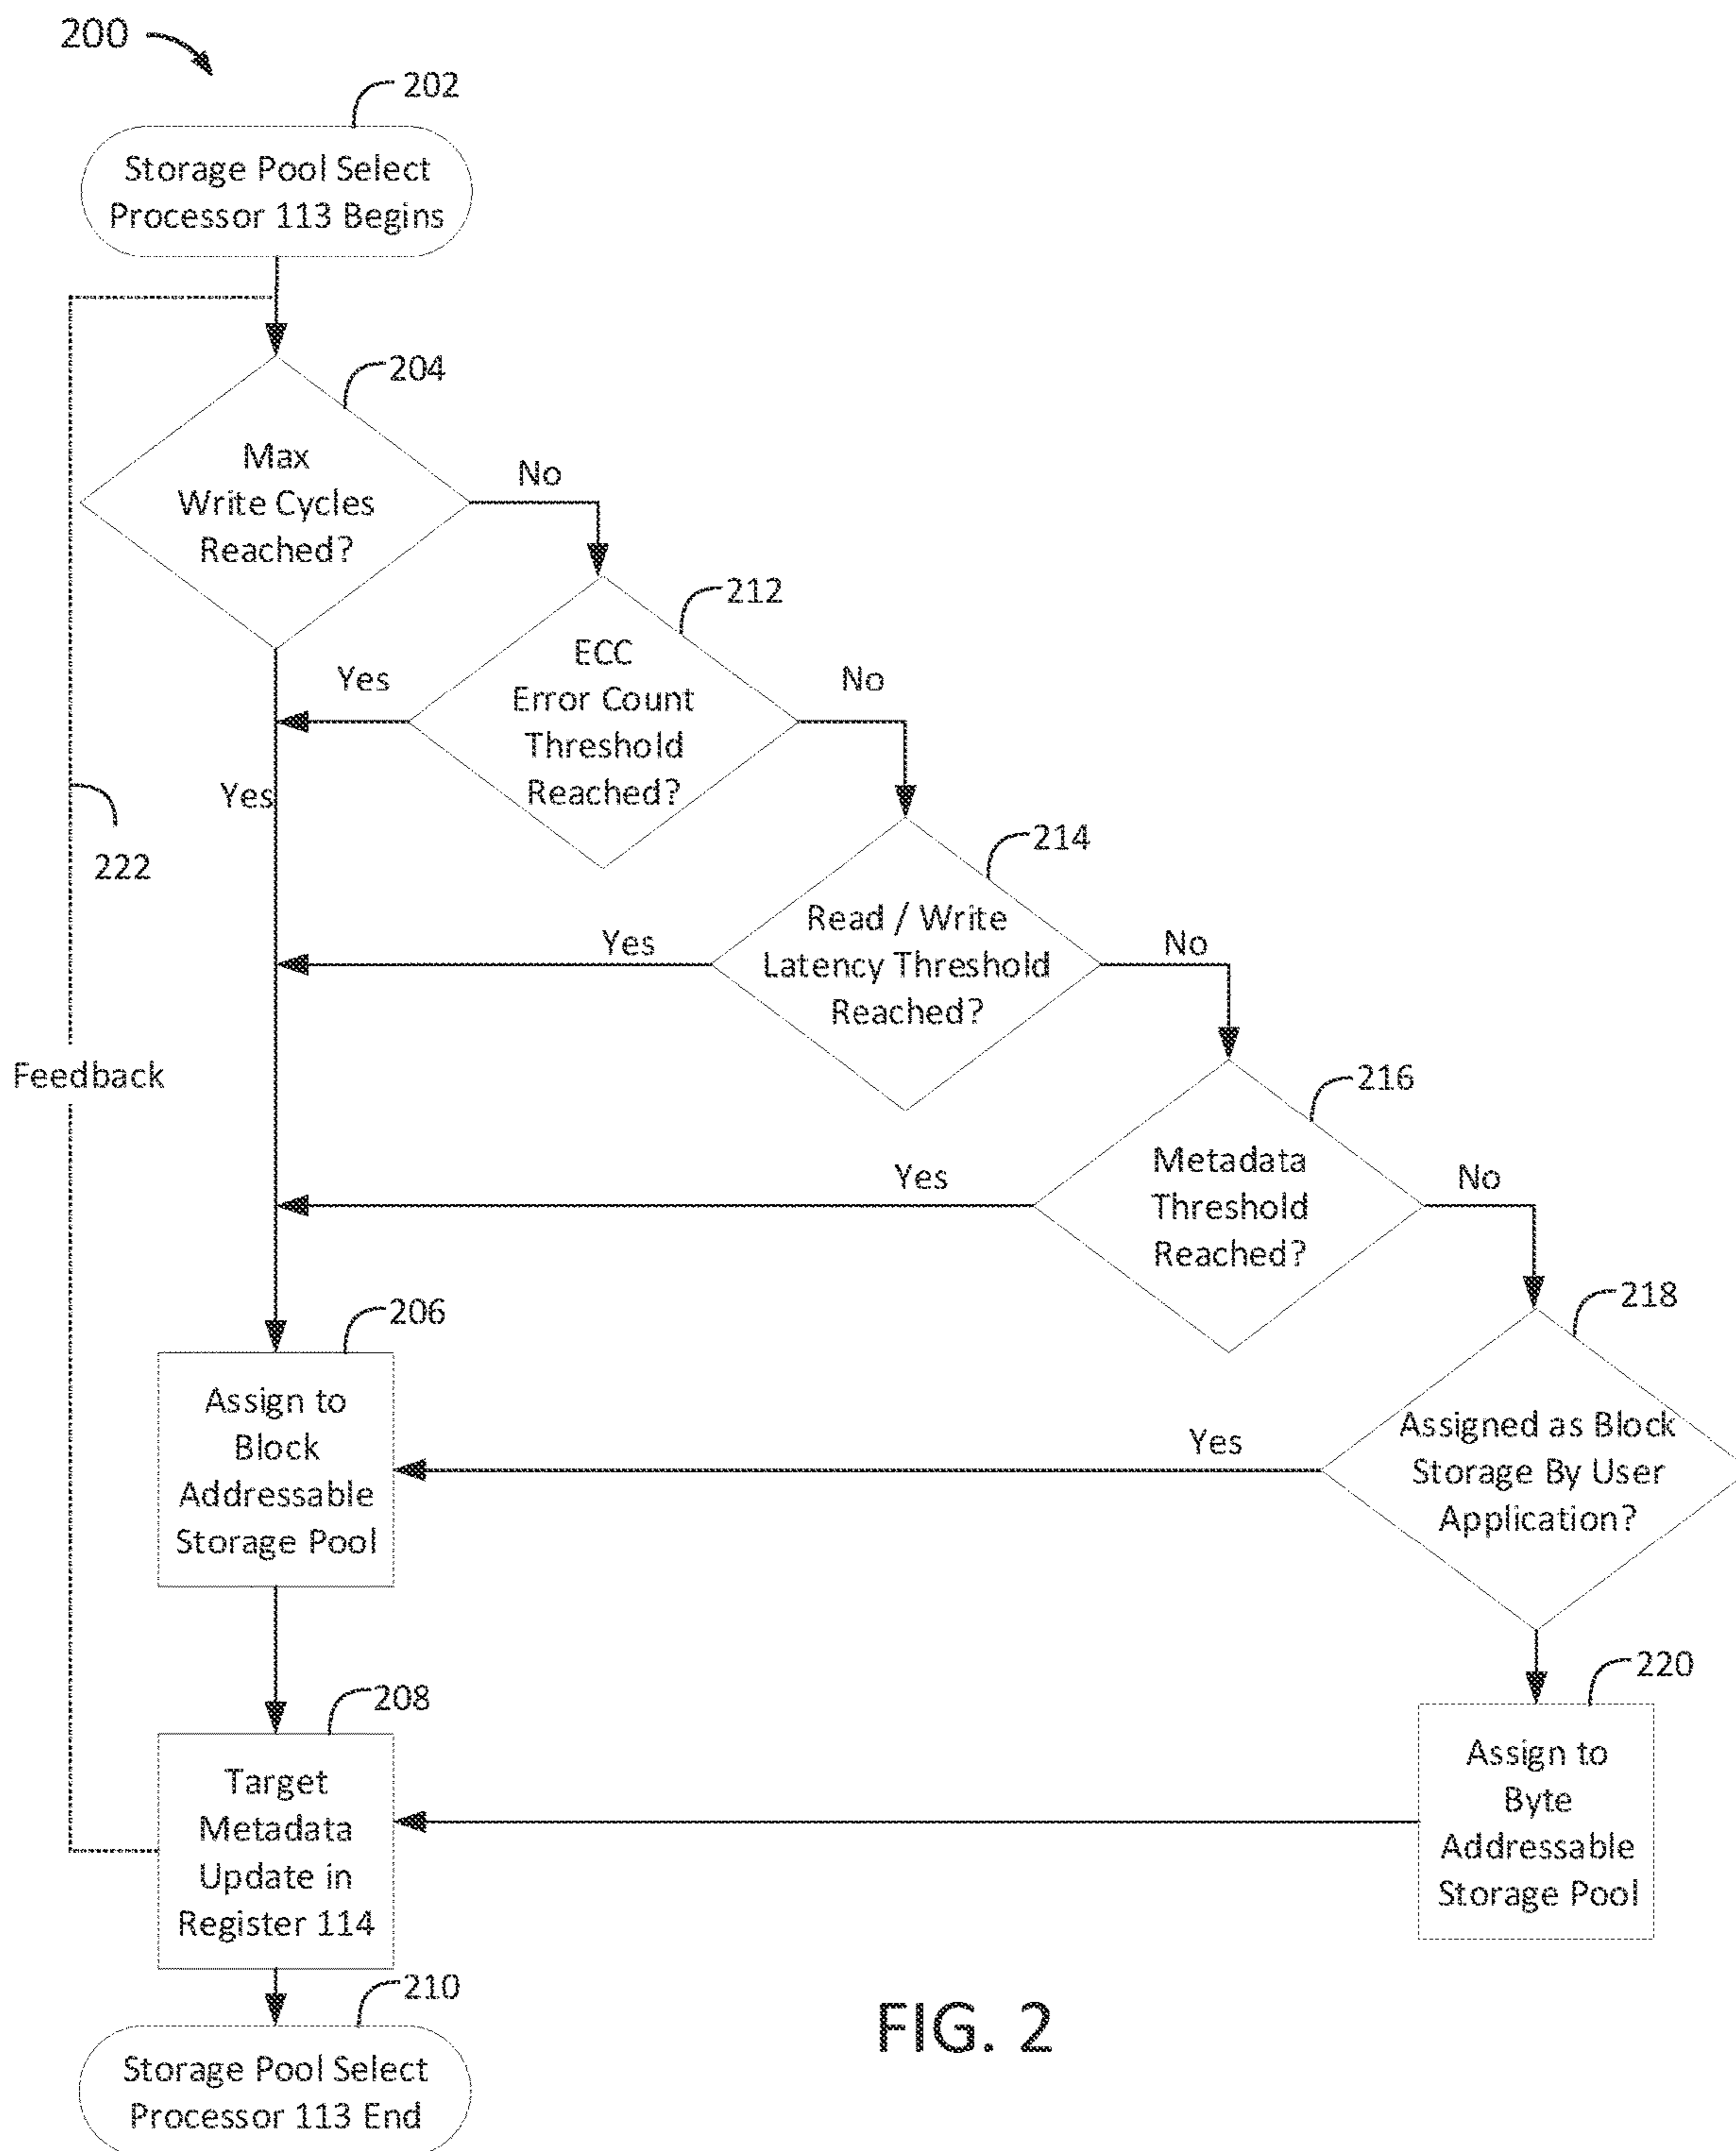 200
202
Storage Pool Select
Processor 113 Begins
204
Max
Write Cycles
Reached?
No
212
ECC
Error Count
Threshold
Reached?
Yes
No
Yes
222
214
Read / Write
Latency Threshold
Reached?
Yes
No
Feedback
216
Metadata
Threshold
Reached?
Yes
No
218
Assigned as Block
Storage By User
Application?
Yes
206
Assign to
Block
Addressable
Storage Pool
220
Assign to
Byte
Addressable
Storage Pool
208
Target
Metadata
Update in
Register 114
210
Storage Pool Select
Processor 113 End
FIG. 2